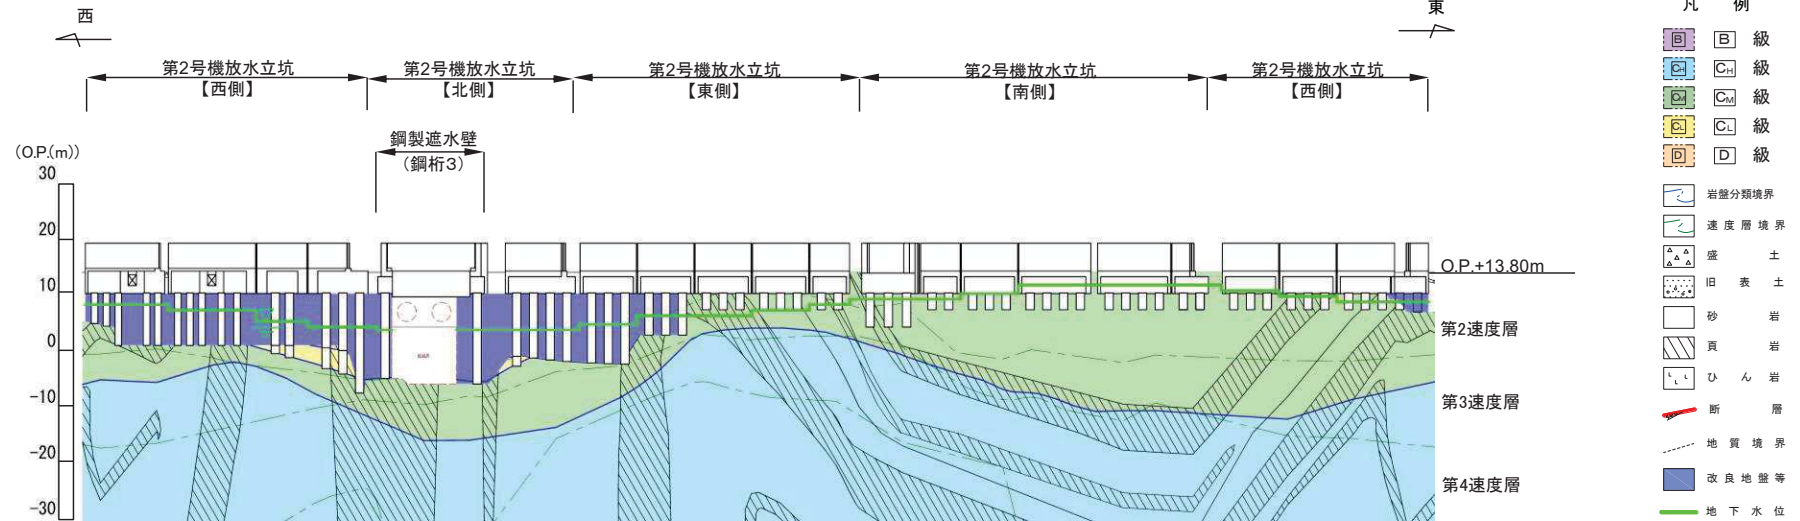 西
東
第2号機放水立坑
【西側】
第2号機放水立坑
【北側】
第2号機放水立坑
【東側】
第2号機放水立坑
【南側】
第2号機放水立坑
【西側】
鋼製遮水壁
(鋼桁3)
(O.P.(m))
30
20
10
0
-10
-20
-30
O.P.+13.80m
第2速度層
第3速度層
第4速度層
凡 例
B B 級
CH CH 級
CM CM 級
CL CL 級
D D 級
岩盤分類境界
速度層境界
盛 土
旧 表 土
砂 岩
頁 岩
ひ ん 岩
断 層
地 質 境 界
改良地盤等
地 下 水 位